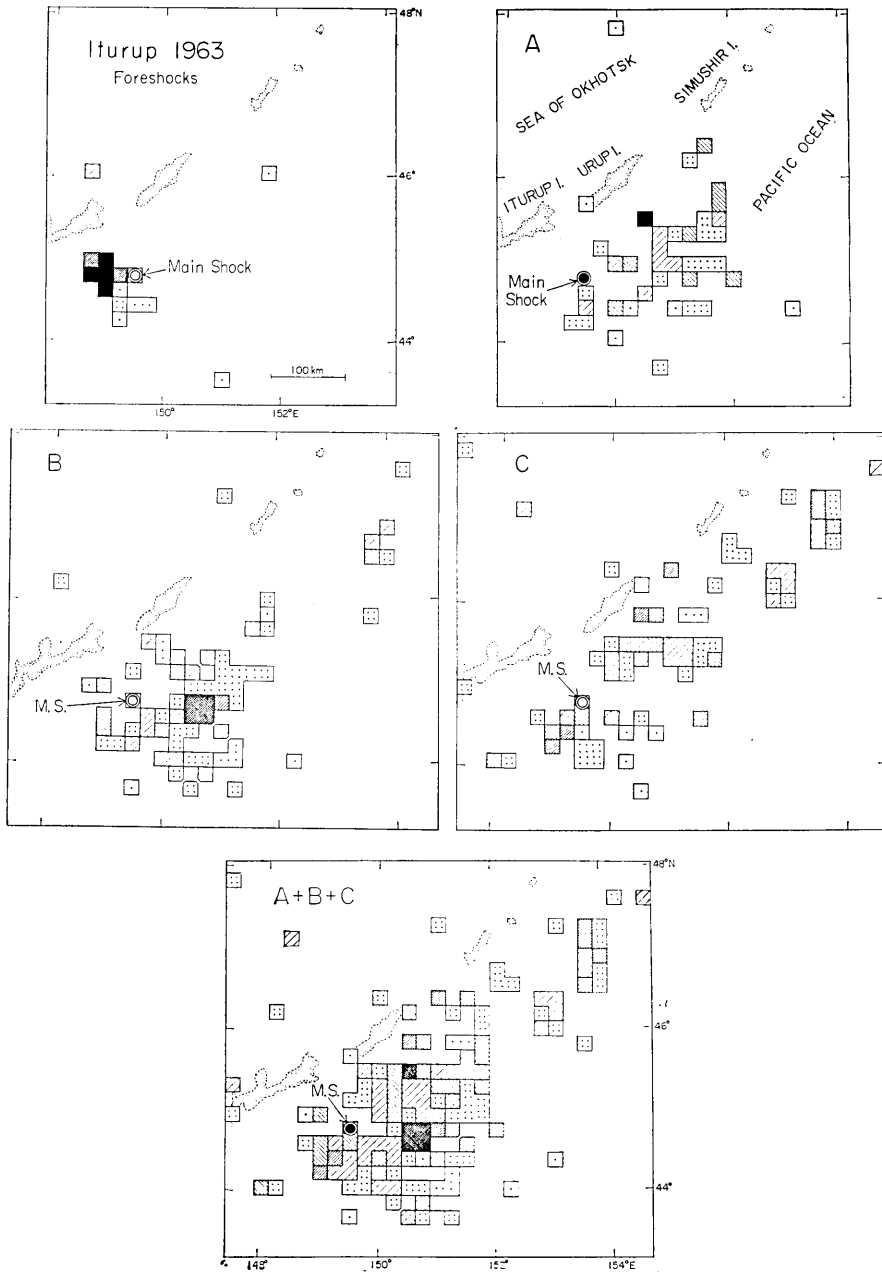 Iturup 1963
Foreshocks
48°N
46°
44°
Main Shock
100 km
150°
152°E
A
SEA OF OKHOTSK
SIMUSHIR I.
ITURUP I.
URUP I.
PACIFIC OCEAN
Main
Shock
B
M.S.
C
M.S.
A+B+C
48°N
46°
44°
M.S.
150°
154°E